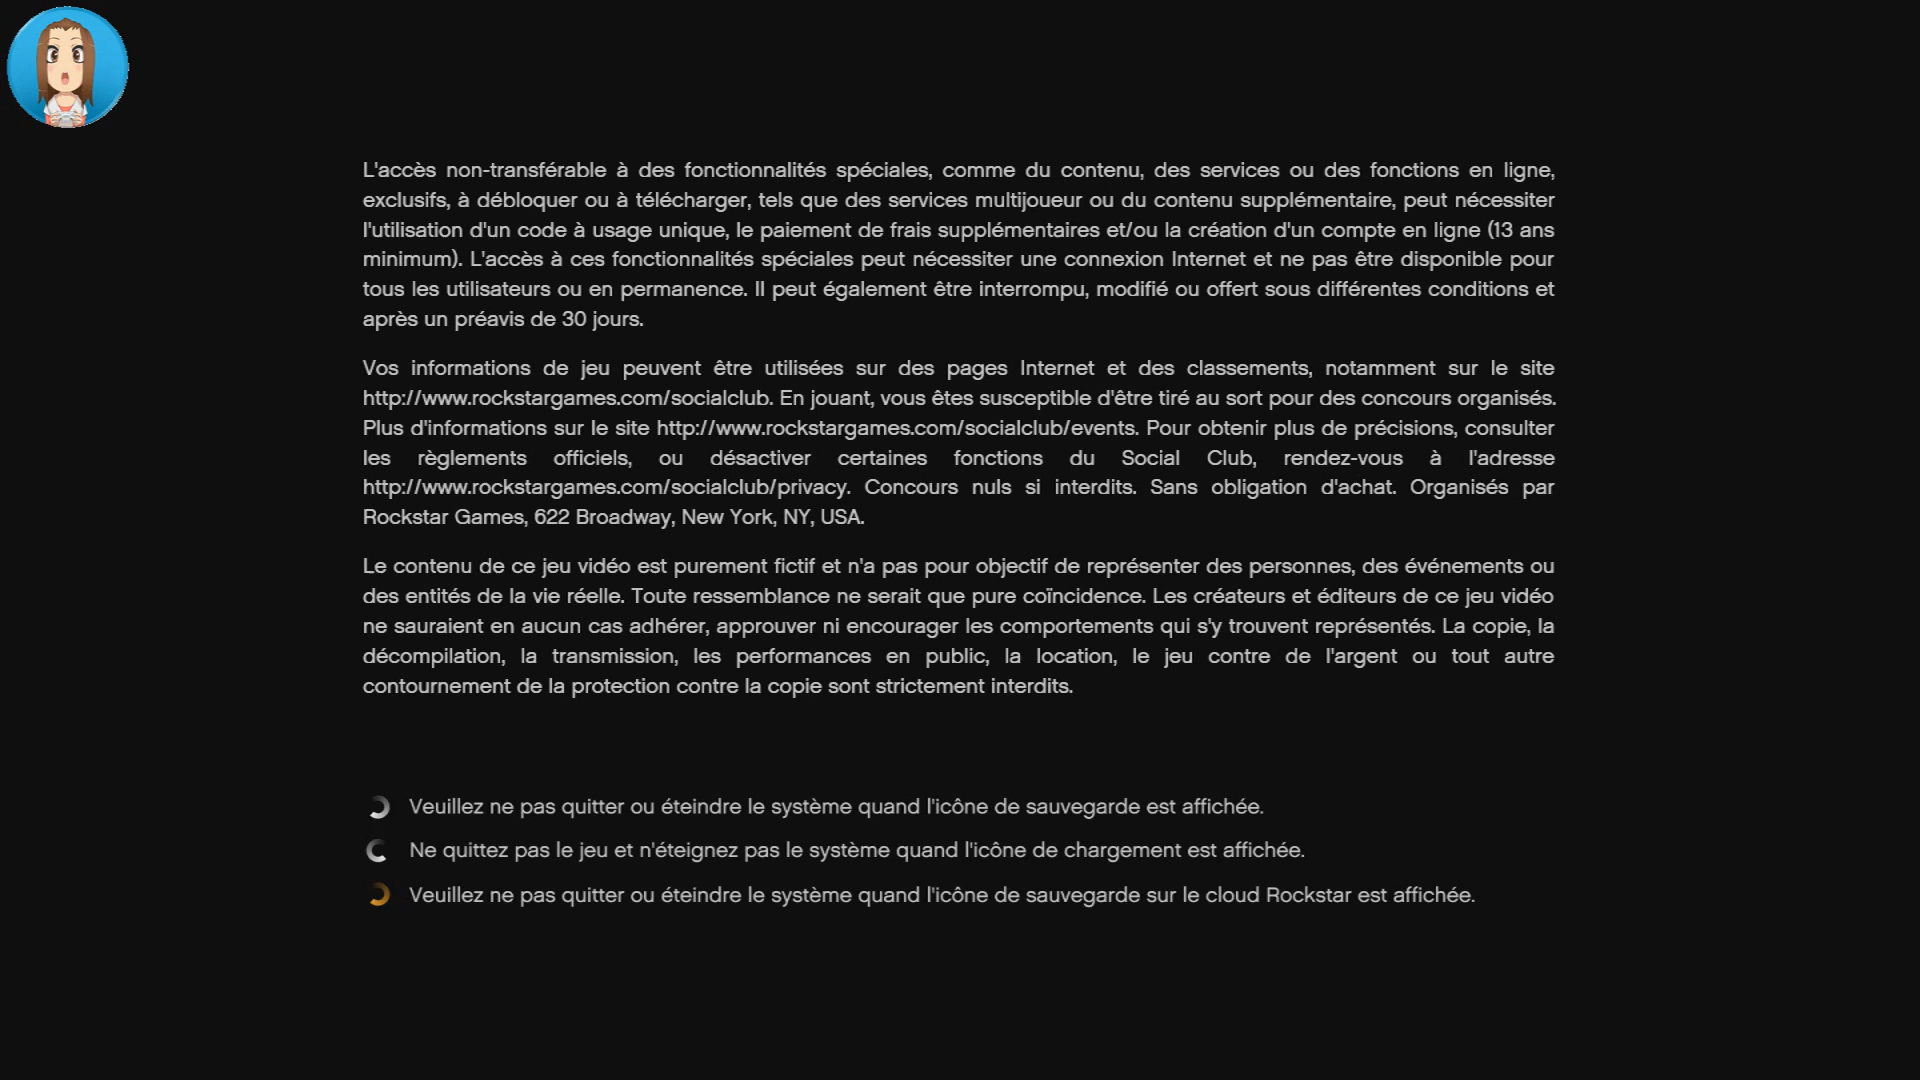 L'accès non-transférable à des fonctionnalités spéciales, comme du contenu, des services ou des fonctions en ligne,
exclusifs, à débloquer ou à télécharger, tels que des services multijoueur ou du contenu supplémentaire, peut nécessiter
l'utilisation d'un code à usage unique, le paiement de frais supplémentaires et/ou la création d'un compte en ligne (13 ans
minimum). L'accès à ces fonctionnalités spéciales peut nécessiter une connexion Internet et ne pas être disponible pour
tous les utilisateurs ou en permanence. Il peut également être interrompu, modifié ou offert sous différentes conditions et
après un préavis de 30 jours.
Vos informations de jeu peuvent être utilisées sur des pages Internet et des classements, notamment sur le site
http://www.rockstargames.com/socialclub. En jouant, vous êtes susceptible d'être tiré au sort pour des concours organisés.
Plus d'informations sur le site http://www.rockstargames.com/socialclub/events. Pour obtenir plus de précisions, consulter
les règlements officiels, ou désactiver certaines fonctions du Social Club, rendez-vous à l'adresse
http://www.rockstargames.com/socialclub/privacy. Concours nuls si interdits. Sans obligation d'achat. Organisés par
Rockstar Games, 622 Broadway, New York, NY, USA.
Le contenu de ce jeu vidéo est purement fictif et n'a pas pour objectif de représenter des personnes, des événements ou
des entités de la vie réelle. Toute ressemblance ne serait que pure coïncidence. Les créateurs et éditeurs de ce jeu vidéo
ne sauraient en aucun cas adhérer, approuver ni encourager les comportements qui s'y trouvent représentés. La copie, la
décompilation, la transmission, les performances en public, la location, le jeu contre de l'argent ou tout autre
contournement de la protection contre la copie sont strictement interdits.
Veuillez ne pas quitter ou éteindre le système quand l'icône de sauvegarde est affichée.
Ne quittez pas le jeu et n'éteignez pas le système quand l'icône de chargement est affichée.
Veuillez ne pas quitter ou éteindre le système quand l'icône de sauvegarde sur le cloud Rockstar est affichée.